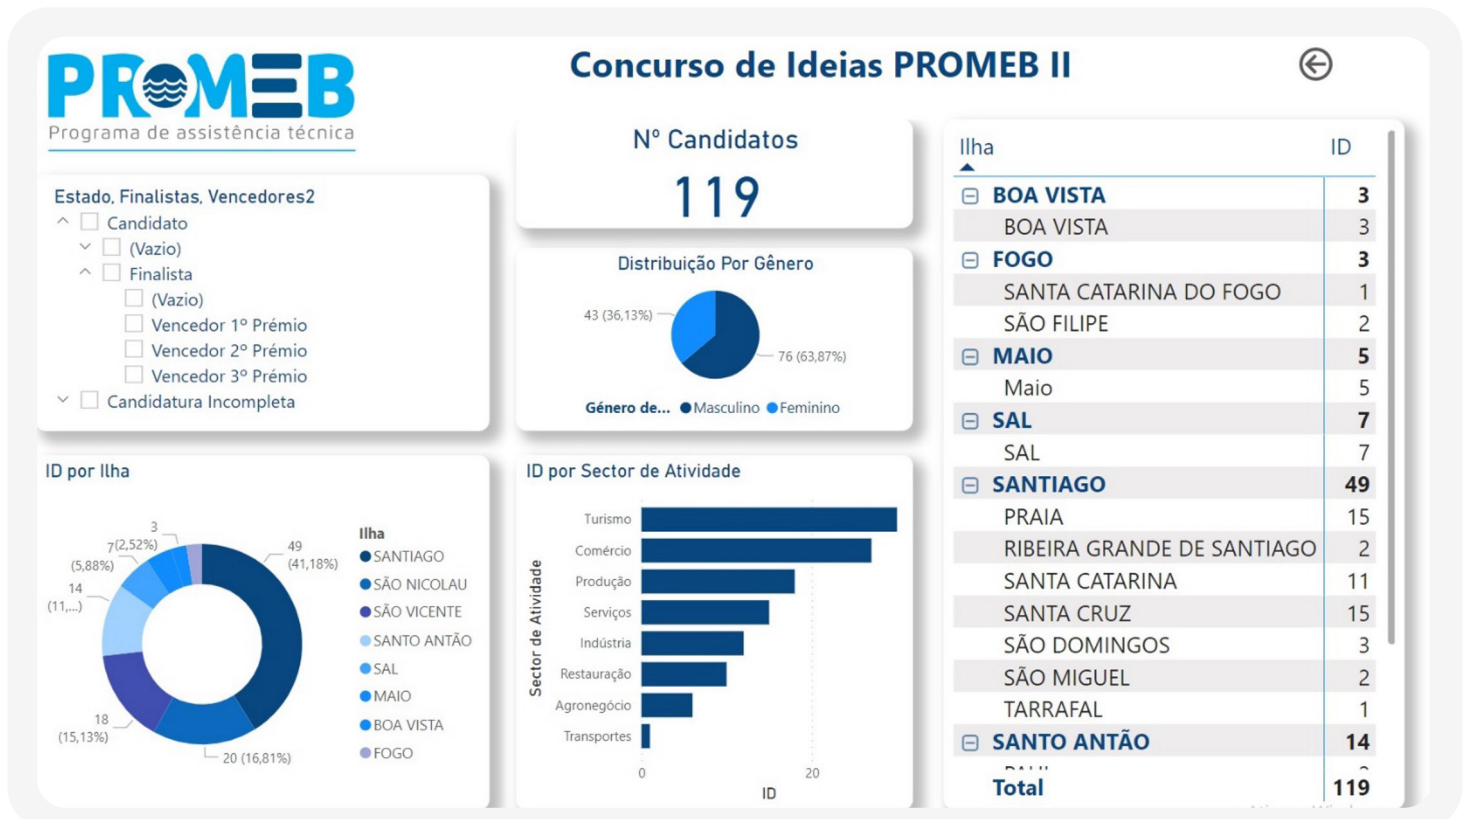 PROMEB
Programa de assistência técnica
Concurso de Ideias PROMEB II
Estado, Finalistas, Vencedores2
Candidato
(Vazio)
Finalista
(Vazio)
Vencedor 1º Prémio
Vencedor 2º Prémio
Vencedor 3º Prémio
Candidatura Incompleta
Nº Candidatos
119
Distribuição Por Gênero
43 (36,13%)
76 (63,87%)
Género de... Masculino Feminino
ID por Ilha
3
(2,52%)
7
(5,88%)
14
(11,...)
18
(15,13%)
20 (16,81%)
49
(41,18%)
Ilha
SANTIAGO
SÃO NICOLAU
SÃO VICENTE
SANTO ANTÃO
SAL
MAIO
BOA VISTA
FOGO
ID por Sector de Atividade
Sector de Atividade
Turismo
Comércio
Produção
Serviços
Indústria
Restauração
Agronegócio
Transportes
0 20
ID
Ilha ID
BOA VISTA 3
BOA VISTA 3
FOGO 3
SANTA CATARINA DO FOGO 1
SÃO FILIPE 2
MAIO 5
Maio 5
SAL 7
SAL 7
SANTIAGO 49
PRAIA 15
RIBEIRA GRANDE DE SANTIAGO 2
SANTA CATARINA 11
SANTA CRUZ 15
SÃO DOMINGOS 3
SÃO MIGUEL 2
TARRAFAL 1
SANTO ANTÃO 14
Total 119